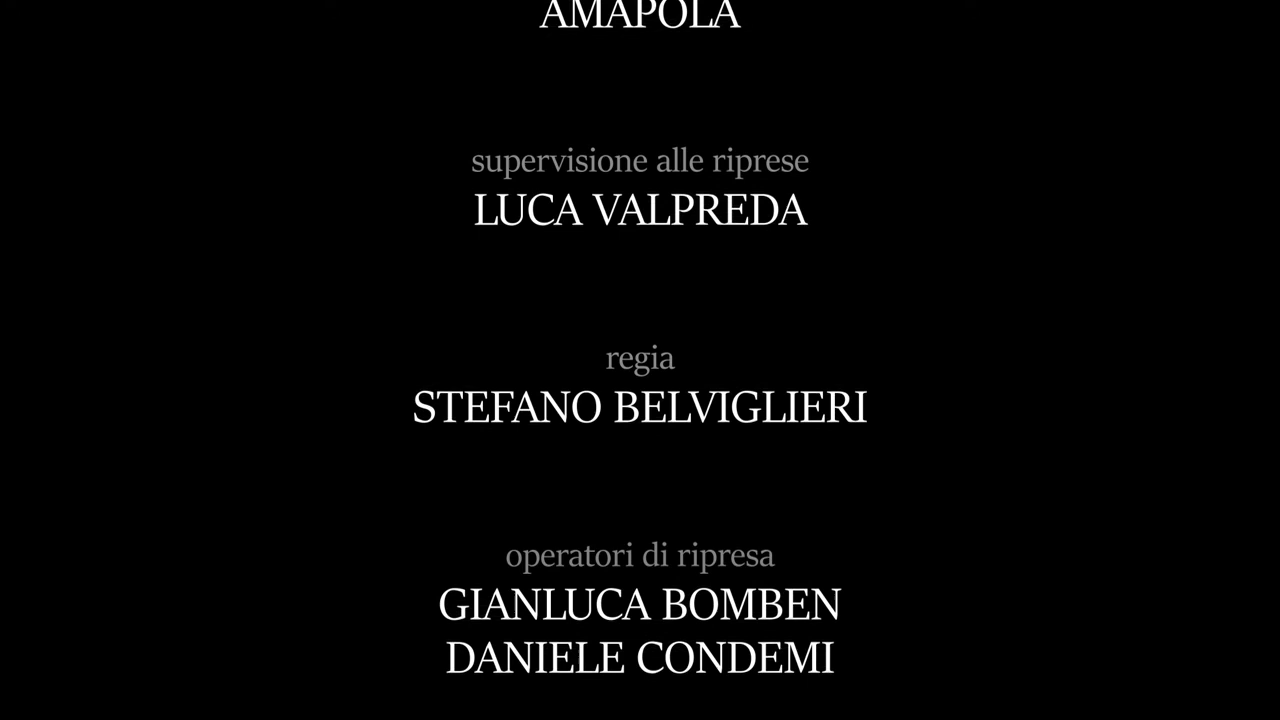 AMAPOLA
supervisione alle riprese
LUCA VALPREDA
regia
STEFANO BELVIGLIERI
operatori di ripresa
GIANLUCA BOMBEN
DANIELE CONDEMI